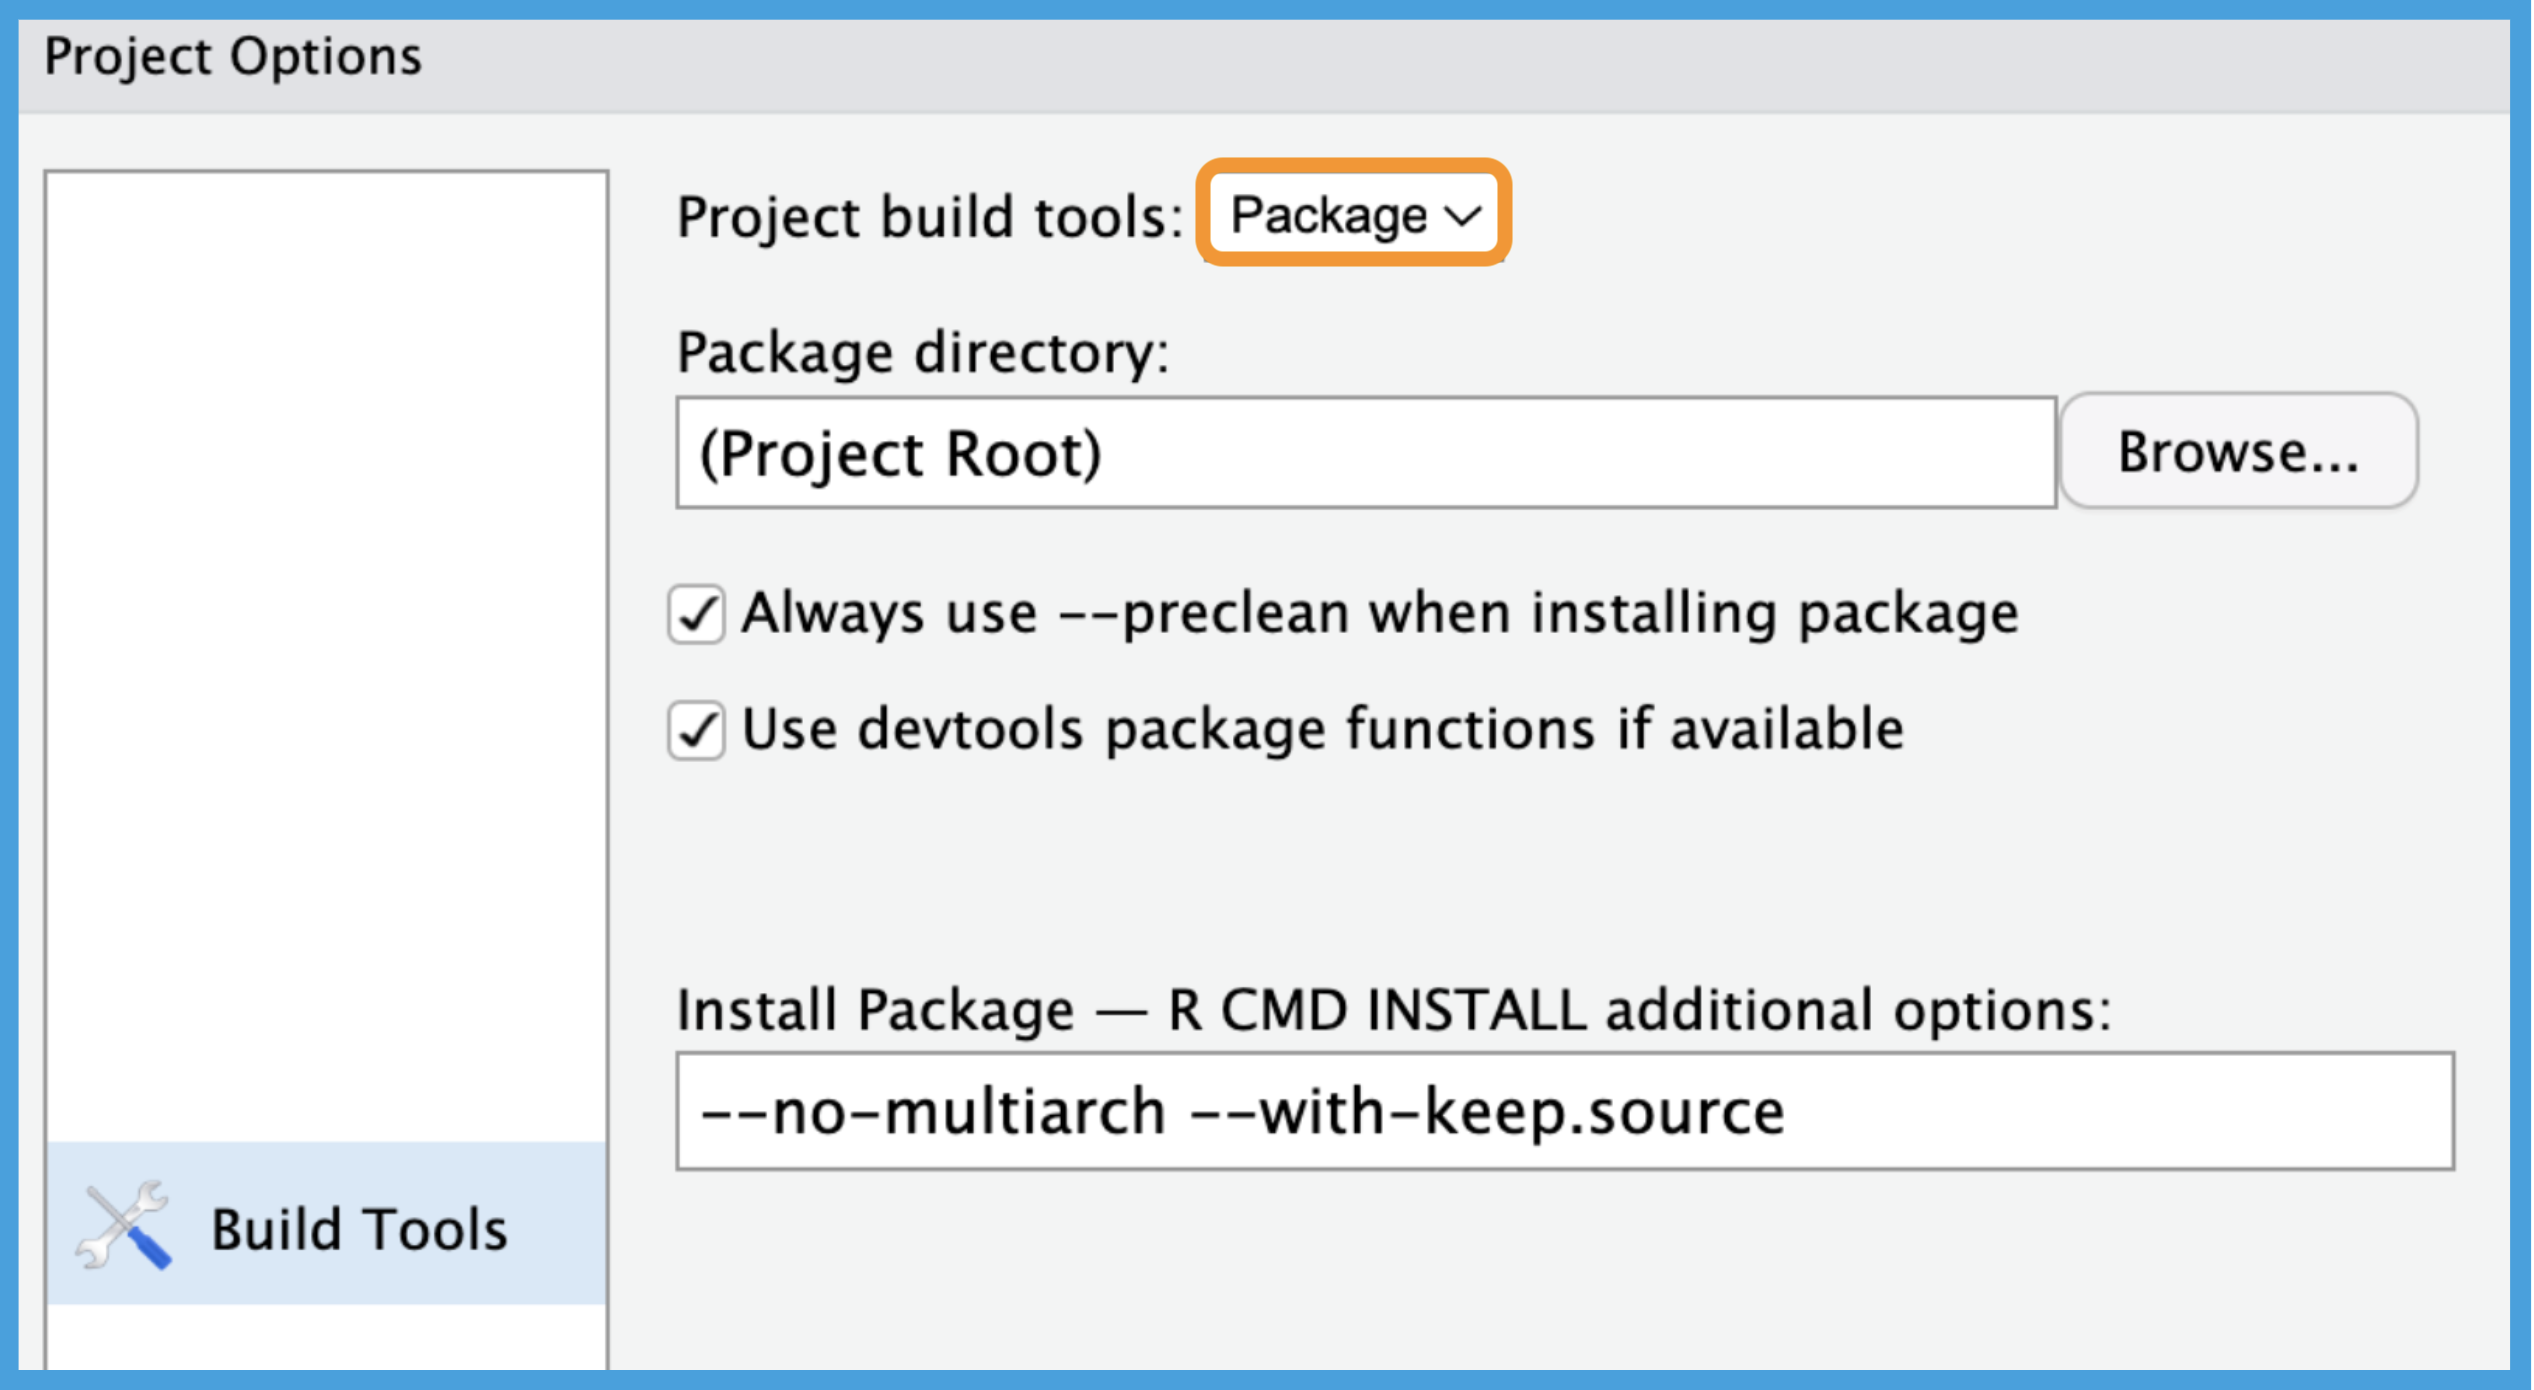 Project Options
Project build tools: Package
Package directory:
(Project Root)
Browse...
Always use --preclean when installing package
Use devtools package functions if available
Install Package — R CMD INSTALL additional options:
--no-multiarch --with-keep.source
Build Tools